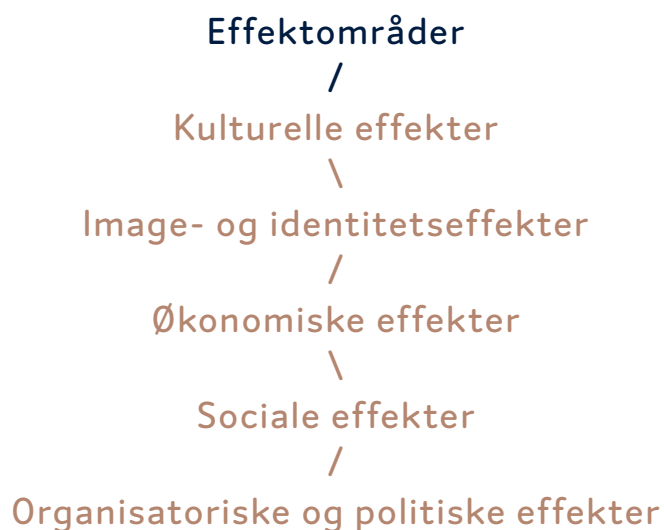 Effektområder
/
Kulturelle effekter
\
Image- og identitetseffekter
/
Økonomiske effekter
\
Sociale effekter
/
Organisatoriske og politiske effekter